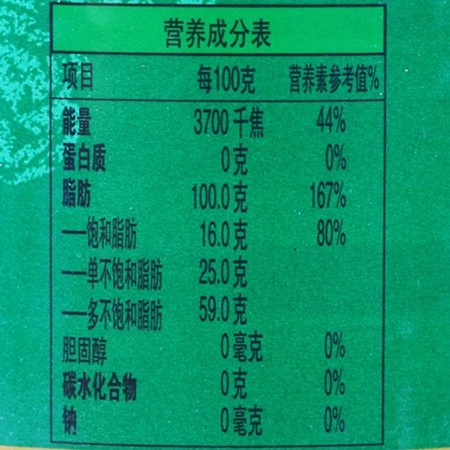 营养成分表
项目 每100克 营养素参考值%
能量 3700千焦 44%
蛋白质 0克 0%
脂肪 100.0克 167%
—饱和脂肪 16.0克 80%
—单不饱和脂肪 25.0克
—多不饱和脂肪 59.0克
胆固醇 0毫克 0%
碳水化合物 0克 0%
钠 0毫克 0%